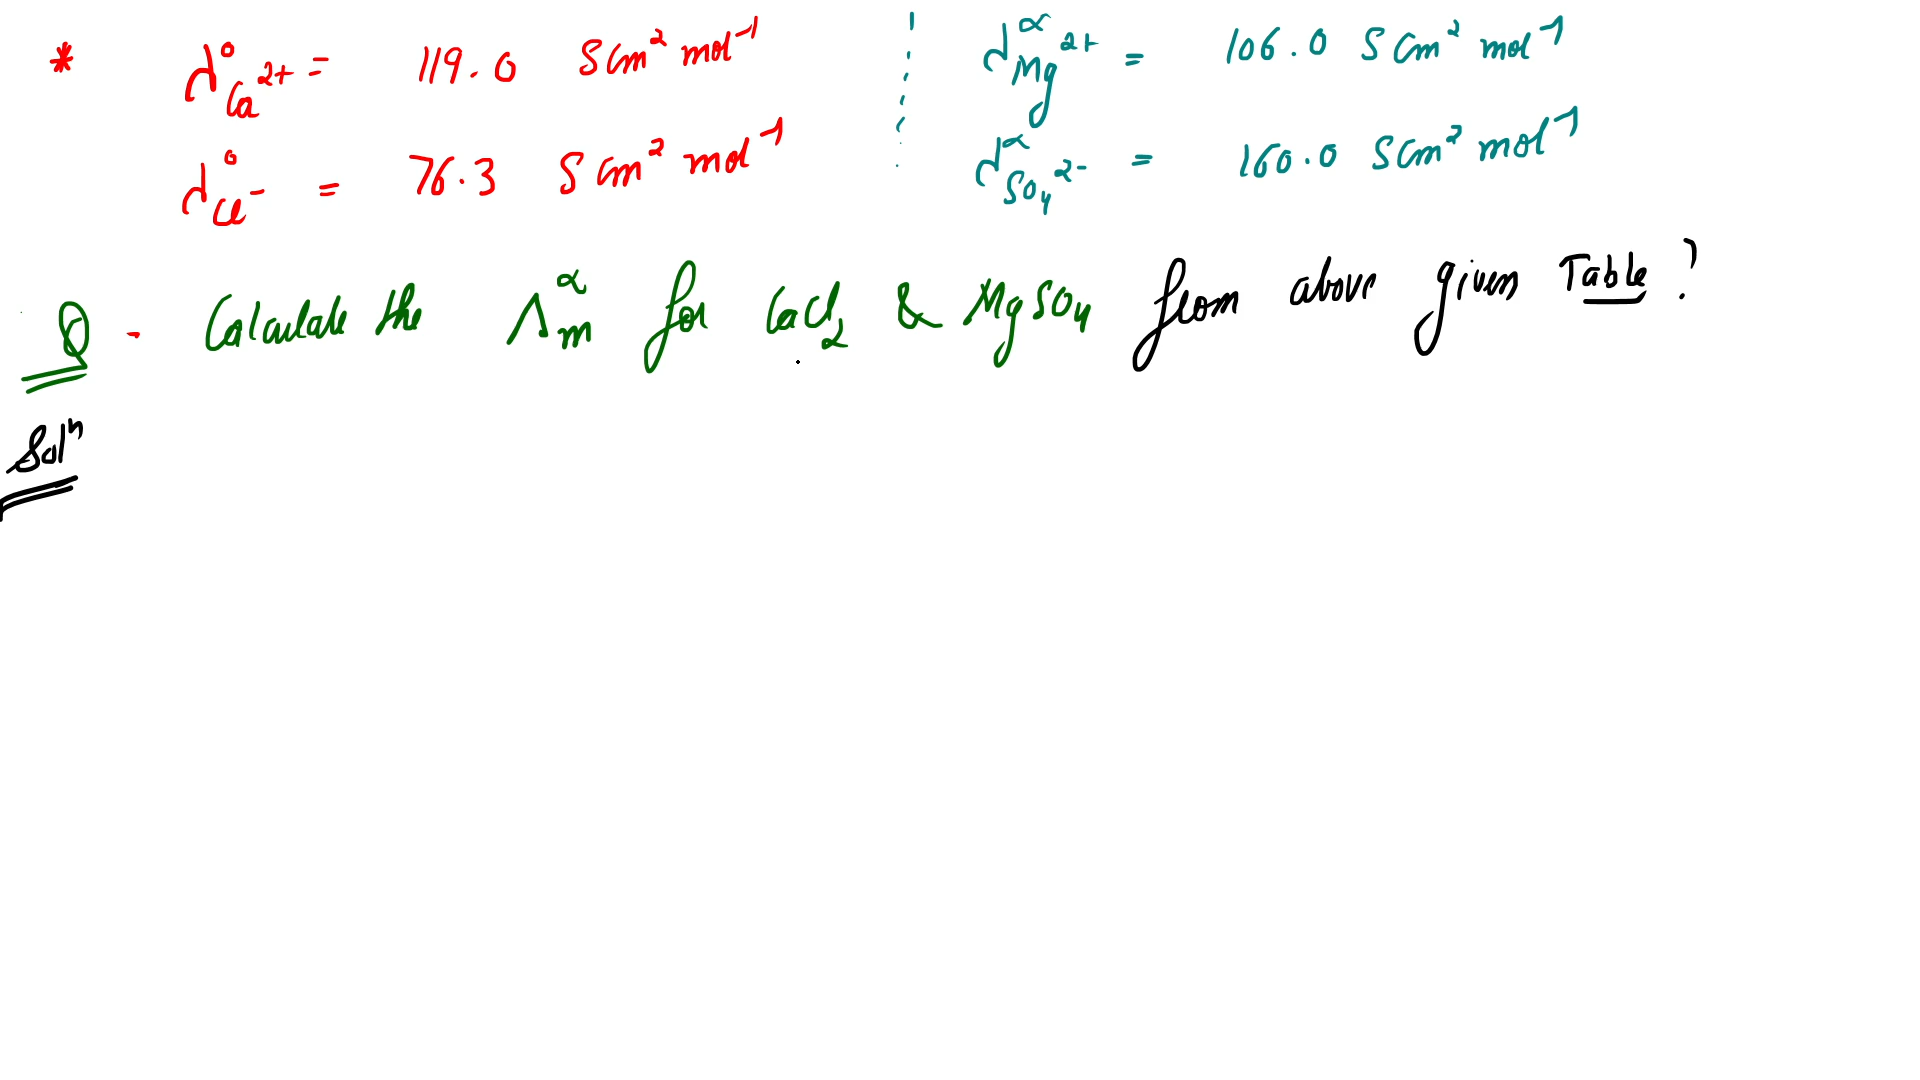 * λ°Ca²⁺ = 119.0 S cm² mol⁻¹
λ°Cl⁻ = 76.3 S cm² mol⁻¹
λ^∝Mg²⁺ = 106.0 S cm² mol⁻¹
λ^∝SO₄²⁻ = 160.0 S cm² mol⁻¹
Q - Calculate the Λ^∝m for CaCl₂ & MgSO₄ from above given Table ?
Solⁿ